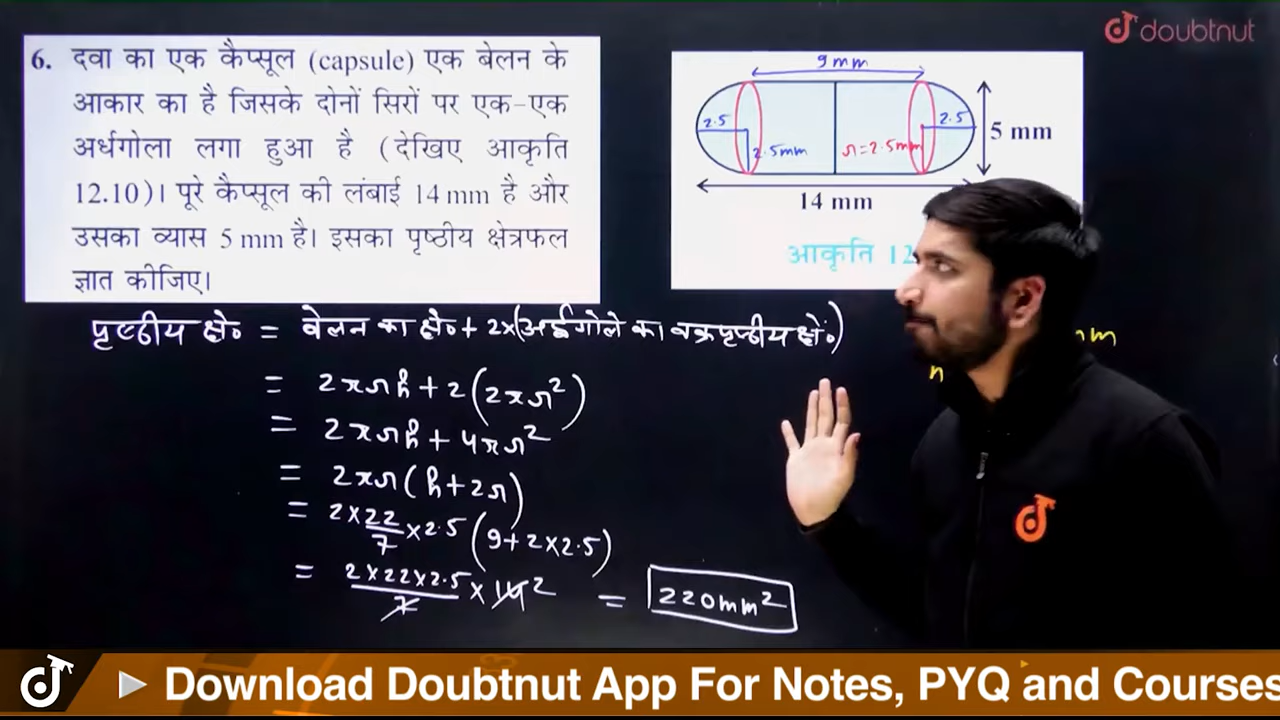 doubtnut
6. दवा का एक कैप्सूल (capsule) एक बेलन के
आकार का है जिसके दोनों सिरों पर एक-एक
अर्धगोला लगा हुआ है (देखिए आकृति
12.10)। पूरे कैप्सूल की लंबाई 14 mm है और
उसका व्यास 5 mm है। इसका पृष्ठीय क्षेत्रफल
ज्ञात कीजिए।
9mm
2.5
2.5
5 mm
2.5mm
r=2.5mm
14 mm
आकृति
पृष्ठीय क्षे० = बेलन का क्षे० + 2x(अर्द्धगोले का वक्रपृष्ठीय क्षे०)
= 2πrh + 2(2πr²)
= 2πrh + 4πr²
= 2πr(h+2r)
= 2×22/7×2.5(9+2×2.5)
= 2×22×2.5/7×14 2 = 220mm²
Download Doubtnut App For Notes, PYQ and Courses